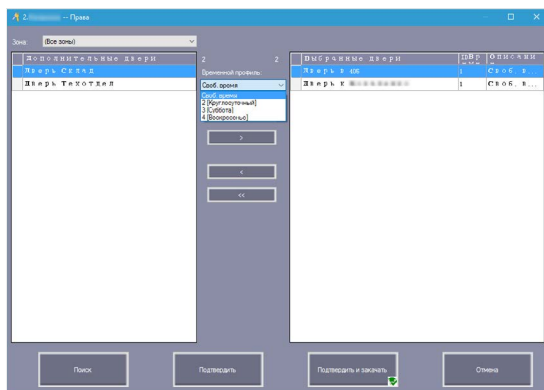 2. -- Права
Зона: (Все зоны)
Дополнительные двери
Дверь Склад
Дверь Техотдел
2 2
Временной профиль:
Своб. время
Своб. время
2 [Круглосуточный]
3 [Суббота]
4 [Воскресенье]
>
<
<<
Выбранные двери
Описани
Дверь в 406 1 Своб. в...
Дверь к 1 Своб. в...
Поиск
Подтвердить
Подтвердить и закачать
Отмена